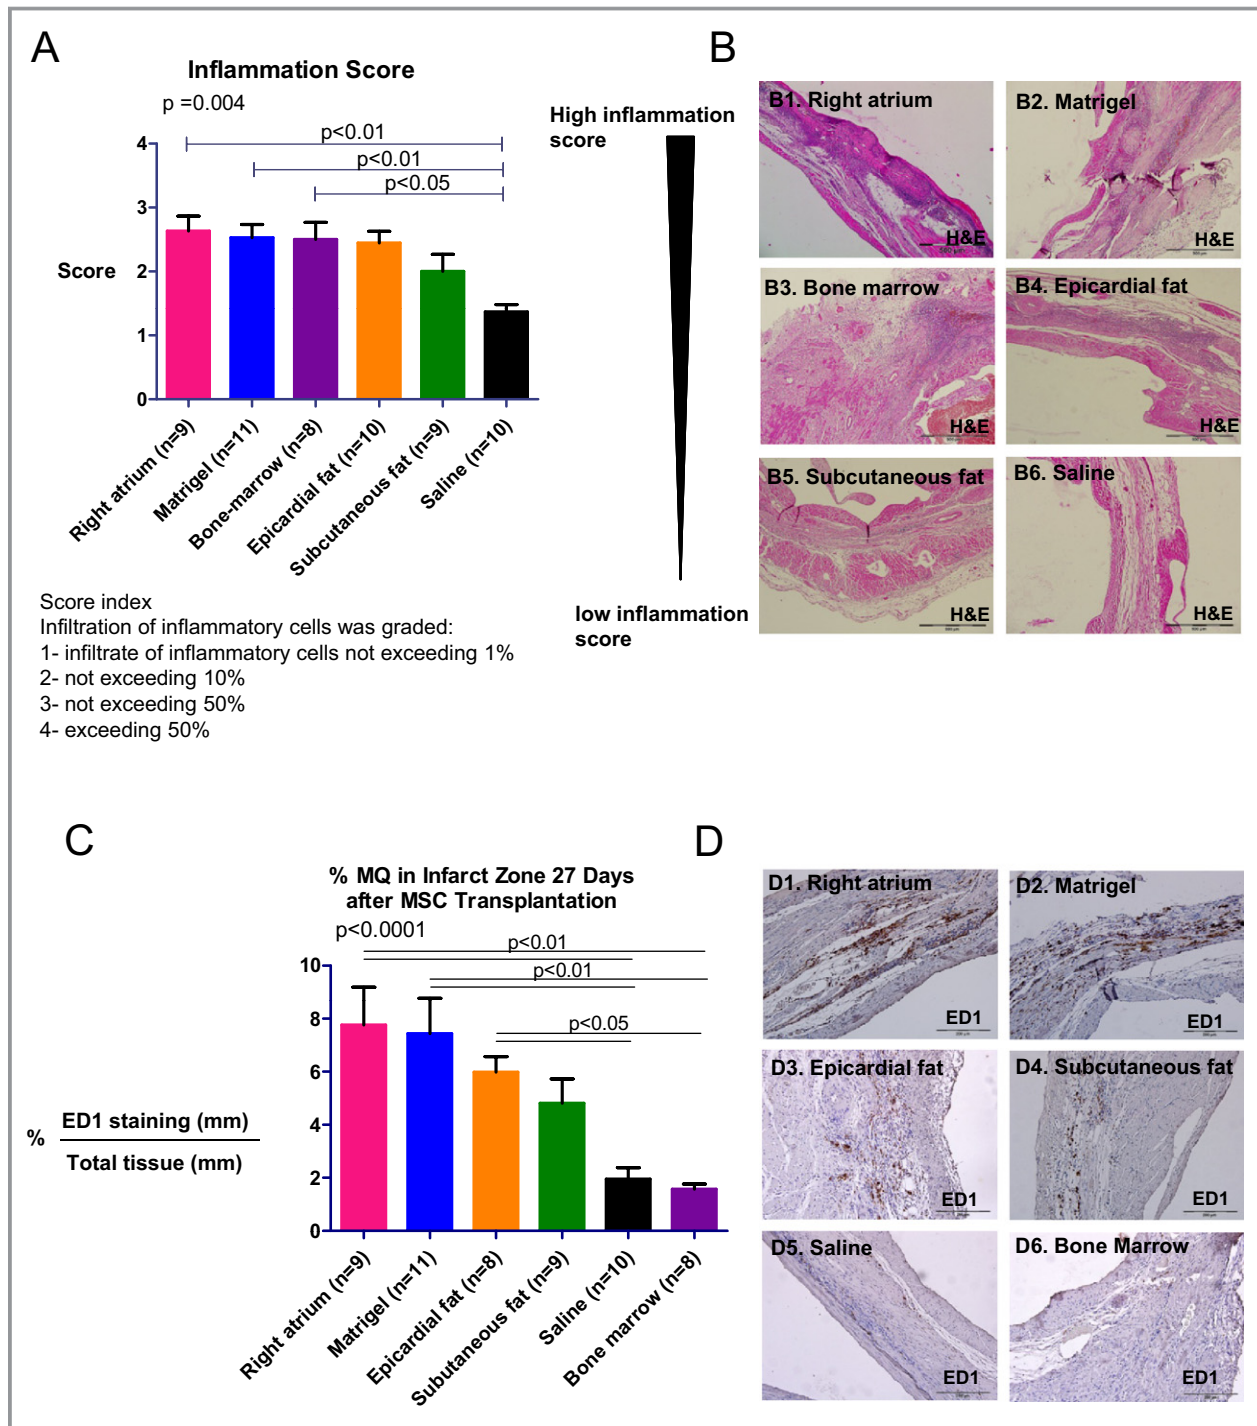 A
Inflammation Score
p =0.004
p<0.01
p<0.01
p<0.05
4
3
2
1
0
Score
Right atrium (n=9)
Matrigel (n=11)
Bone-marrow (n=8)
Epicardial fat (n=10)
Subcutaneous fat (n=9)
Saline (n=10)
High inflammation
score
low inflammation
score
Score index
Infiltration of inflammatory cells was graded:
1- infiltrate of inflammatory cells not exceeding 1%
2- not exceeding 10%
3- not exceeding 50%
4- exceeding 50%
B
B1. Right atrium
H&E
B2. Matrigel
H&E
B3. Bone marrow
H&E
B4. Epicardial fat
H&E
B5. Subcutaneous fat
H&E
B6. Saline
H&E
C
% MQ in Infarct Zone 27 Days
after MSC Transplantation
p<0.0001
p<0.01
p<0.01
p<0.05
10
8
6
4
2
0
% ED1 staining (mm)
Total tissue (mm)
Right atrium (n=9)
Matrigel (n=11)
Epicardial fat (n=8)
Subutaneous fat (n=9)
Saline (n=10)
Bone marrow (n=8)
D
D1. Right atrium
ED1
D2. Matrigel
ED1
D3. Epicardial fat
ED1
D4. Subcutaneous fat
ED1
D5. Saline
ED1
D6. Bone Marrow
ED1